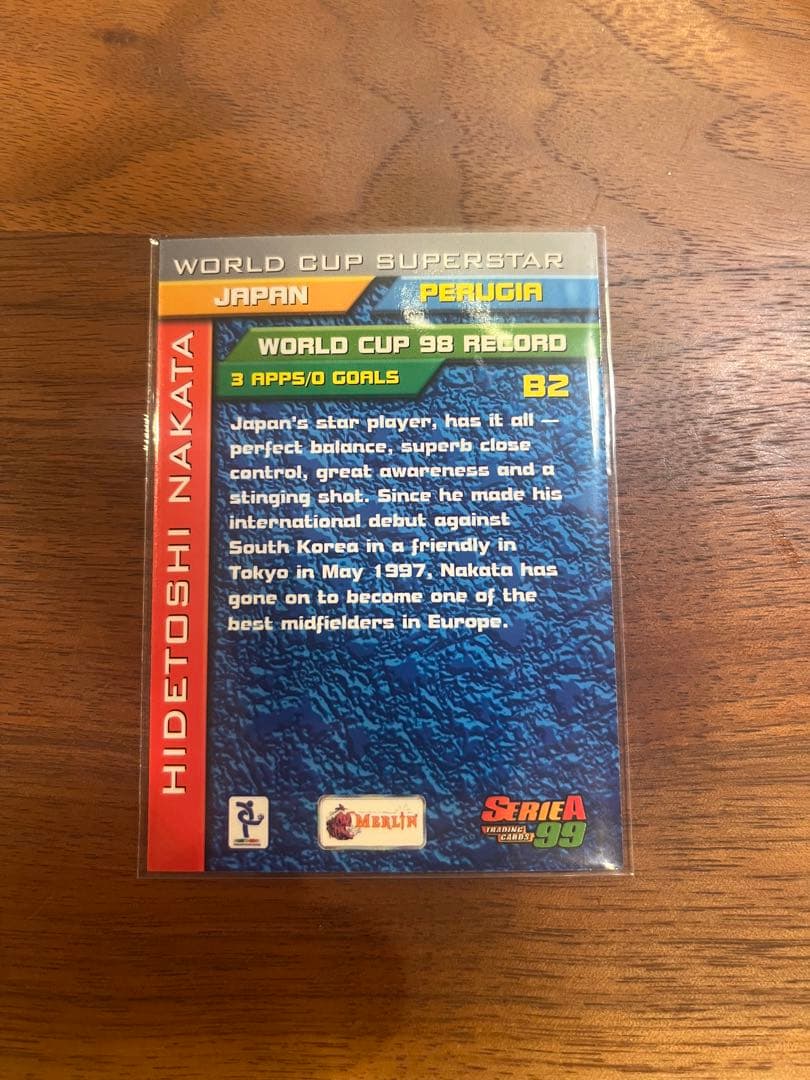 WORLD CUP SUPERSTAR
JAPAN
PERUGIA
HIDETOSHI NAKATA
WORLD CUP 98 RECORD
3 APPS/0 GOALS
B2
Japan's star player, has it all —
perfect balance, superb close
control, great awareness and a
stinging shot. Since he made his
international debut against
South Korea in a friendly in
Tokyo in May 1997, Nakata has
gone on to become one of the
best midfielders in Europe.
MERLIN
SERIE A
TRADING
CARDS
99